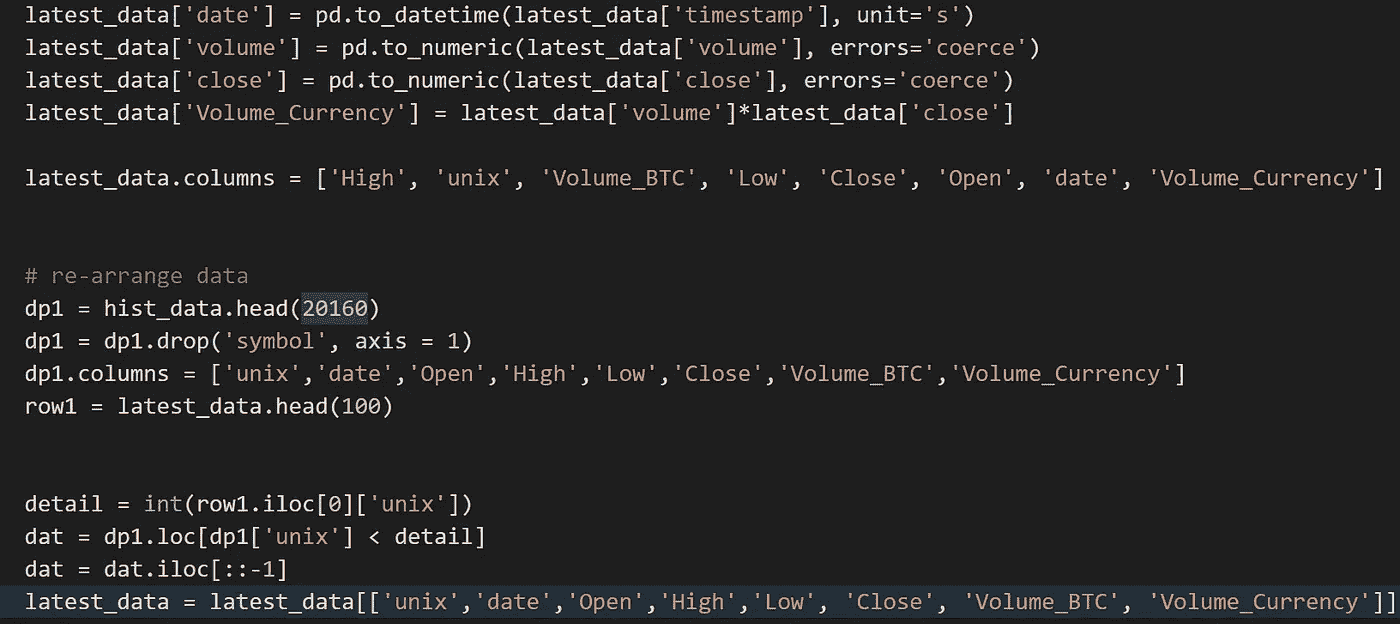 latest_data['date'] = pd.to_datetime(latest_data['timestamp'], unit='s')
latest_data['volume'] = pd.to_numeric(latest_data['volume'], errors='coerce')
latest_data['close'] = pd.to_numeric(latest_data['close'], errors='coerce')
latest_data['Volume_Currency'] = latest_data['volume']*latest_data['close']
latest_data.columns = ['High', 'unix', 'Volume_BTC', 'Low', 'Close', 'Open', 'date', 'Volume_Currency']
# re-arrange data
dp1 = hist_data.head(20160)
dp1 = dp1.drop('symbol', axis = 1)
dp1.columns = ['unix','date','Open','High','Low','Close','Volume_BTC','Volume_Currency']
row1 = latest_data.head(100)
detail = int(row1.iloc[0]['unix'])
dat = dp1.loc[dp1['unix'] < detail]
dat = dat.iloc[::-1]
latest_data = latest_data[['unix','date','Open','High','Low', 'Close', 'Volume_BTC', 'Volume_Currency']]